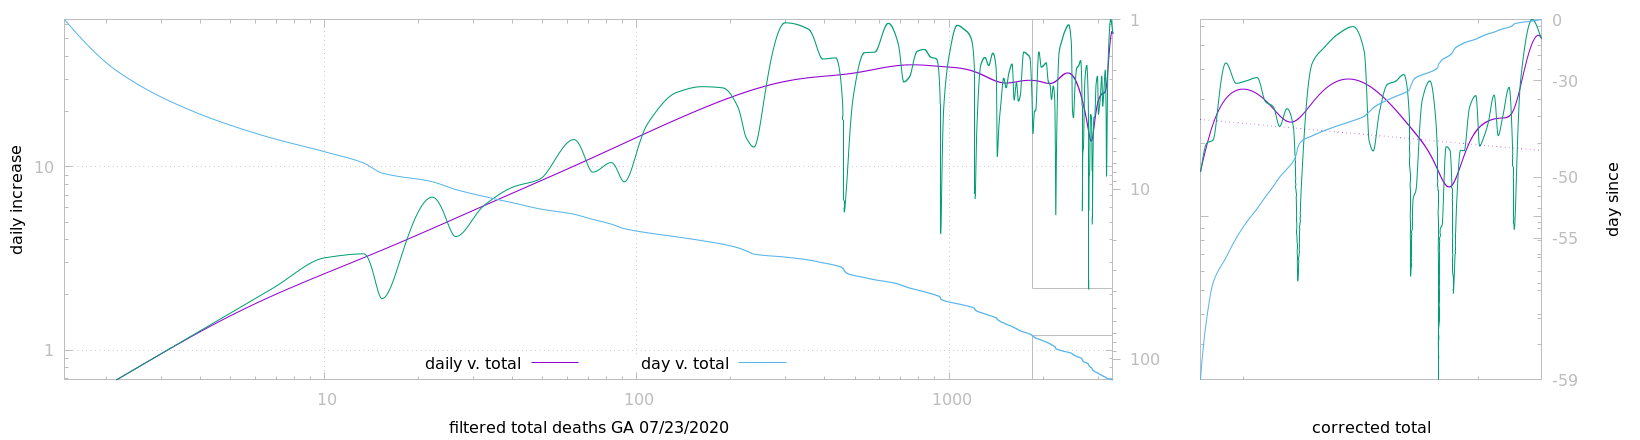 daily increase
10
1
daily v. total
day v. total
10
100
1000
filtered total deaths GA 07/23/2020
1
10
100
0
-30
-50
-55
-59
day since
corrected total